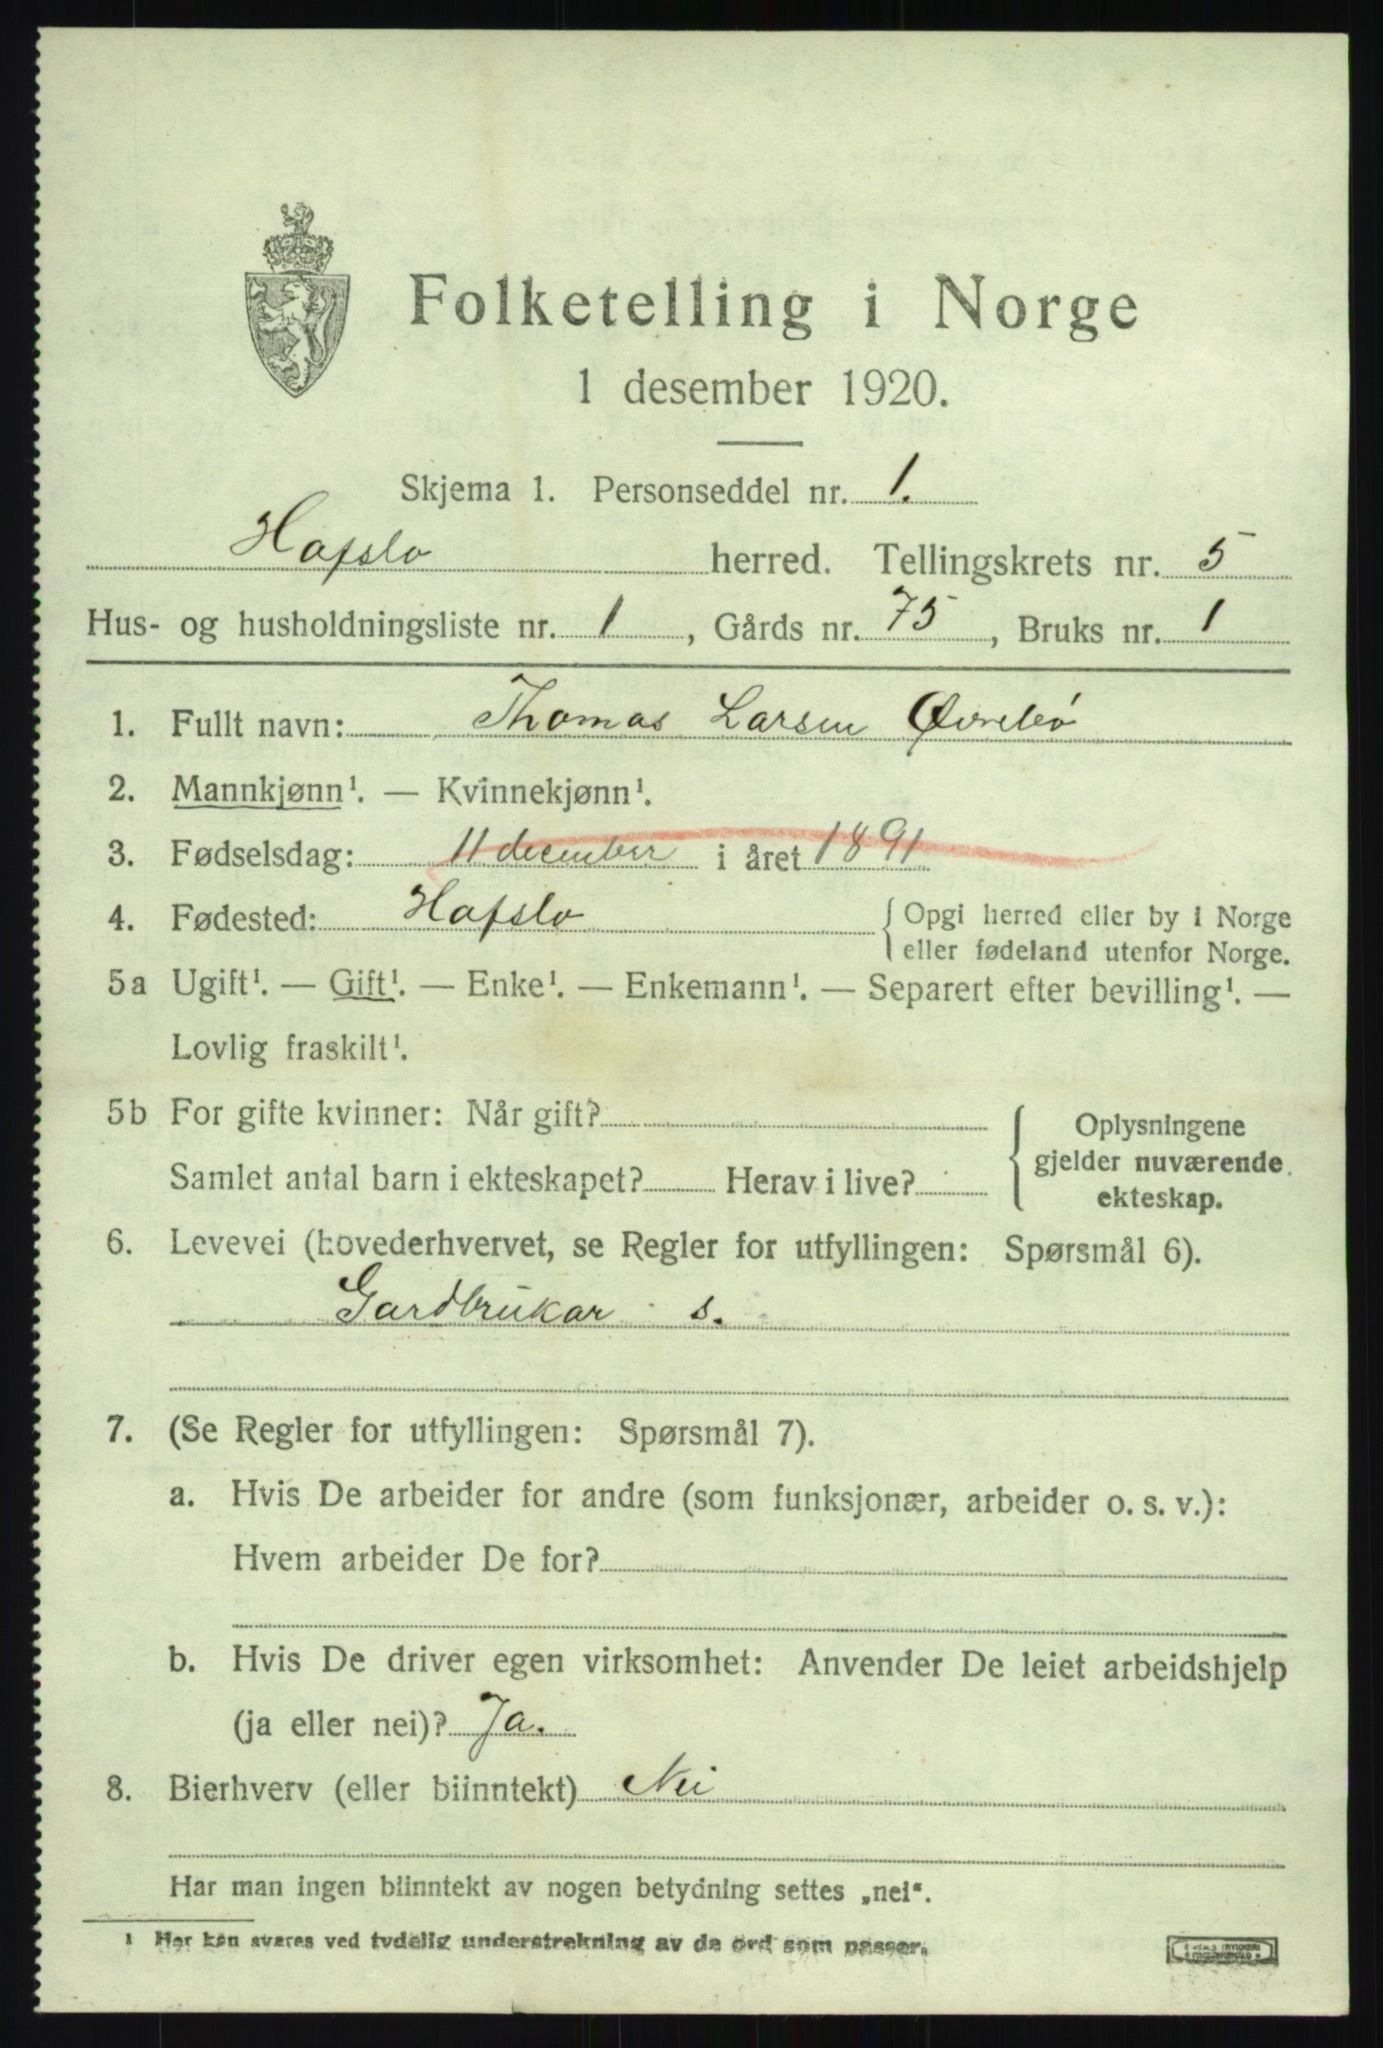 Folketelling i Norge
1 desember 1920.
Skjema 1. Personseddel nr. 1.
Hafslo herred. Tellingskrets nr. 5
Hus- og husholdningsliste nr. 1, Gårds nr. 75, Bruks nr. 1
1. Fullt navn: Thomas Larsen Øvrebö
2. Mannkjønn¹. — Kvinnekjønn¹.
3. Fødselsdag: 11 december i året 1891
4. Fødested: Hafslo { Opgi herred eller by i Norge
eller fødeland utenfor Norge.
5a Ugift¹. — Gift¹. — Enke¹. — Enkemann¹. — Separert efter bevilling¹. —
Lovlig fraskilt¹.
5b For gifte kvinner: Når gift?
Samlet antal barn i ekteskapet? Herav i live?
{ Oplysningene
gjelder nuværende
ekteskap.
6. Levevei (hovederhvervet, se Regler for utfyllingen: Spørsmål 6).
Gardbrukar s.
7. (Se Regler for utfyllingen: Spørsmål 7).
a. Hvis De arbeider for andre (som funksjonær, arbeider o. s. v.):
Hvem arbeider De for?
b. Hvis De driver egen virksomhet: Anvender De leiet arbeidshjelp
(ja eller nei)? Ja.
8. Bierhverv (eller biinntekt) Nei
Har man ingen biinntekt av nogen betydning settes „nei“.
¹ Her kan svares ved tydelig understrekning av de ord som passer.